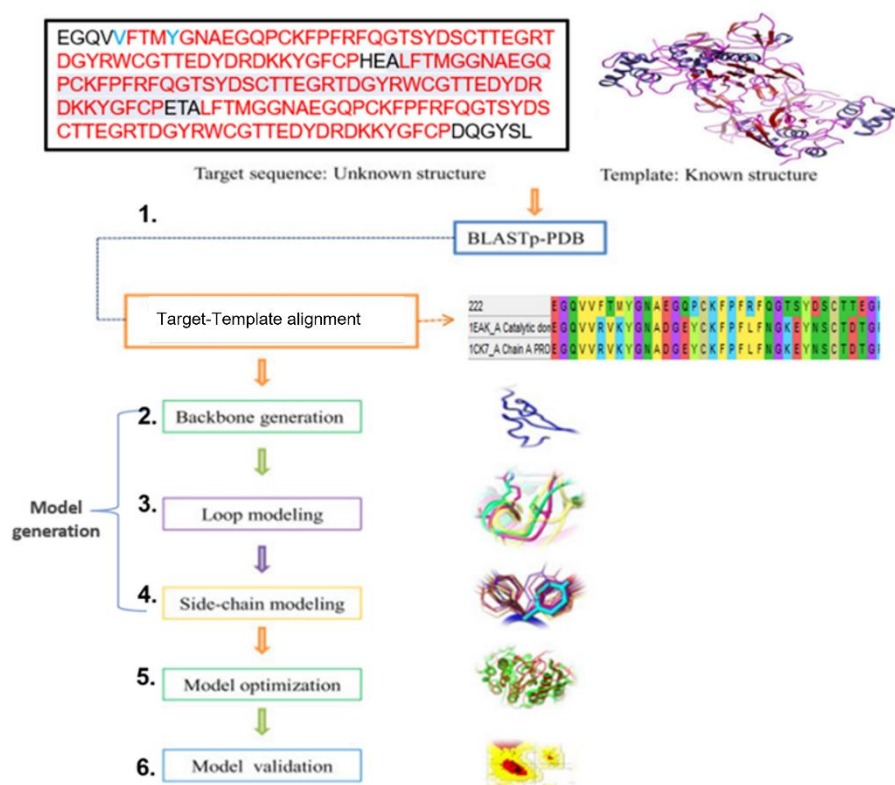 EGQVVFTMYGNAEGQPCKFPFRFQGTSYDSCTTEGRT
DGYRWCGTTEDYDRDKKYGFCPHEALFTMGGNAEGQ
PCKFPFRFQGTSYDSCTTEGRTDGYRWCGTTEDYDR
DKKYGFCPETALFTMGGNAEGQPCKFPFRFQGTSYDS
CTTEGRTDGYRWCGTTEDYDRDKKYGFCPDQGYSL
Target sequence: Unknown structure
Template: Known structure
1.
BLASTp-PDB
Target-Template alignment
222 EGQVVFTMYGNAEGQPCKFPFRFQGTSYDSCTTEG
1EAK_A Catalytic don EGQVVRVKYGNADGEYCKFPFLFNGKEYNSCTDTG
1CK7_A Chain A PRO EGQVVRVKYGNADGEYCKFPFLFNGKEYNSCTDTG
2. Backbone generation
Model
generation
3. Loop modeling
4. Side-chain modeling
5. Model optimization
6. Model validation